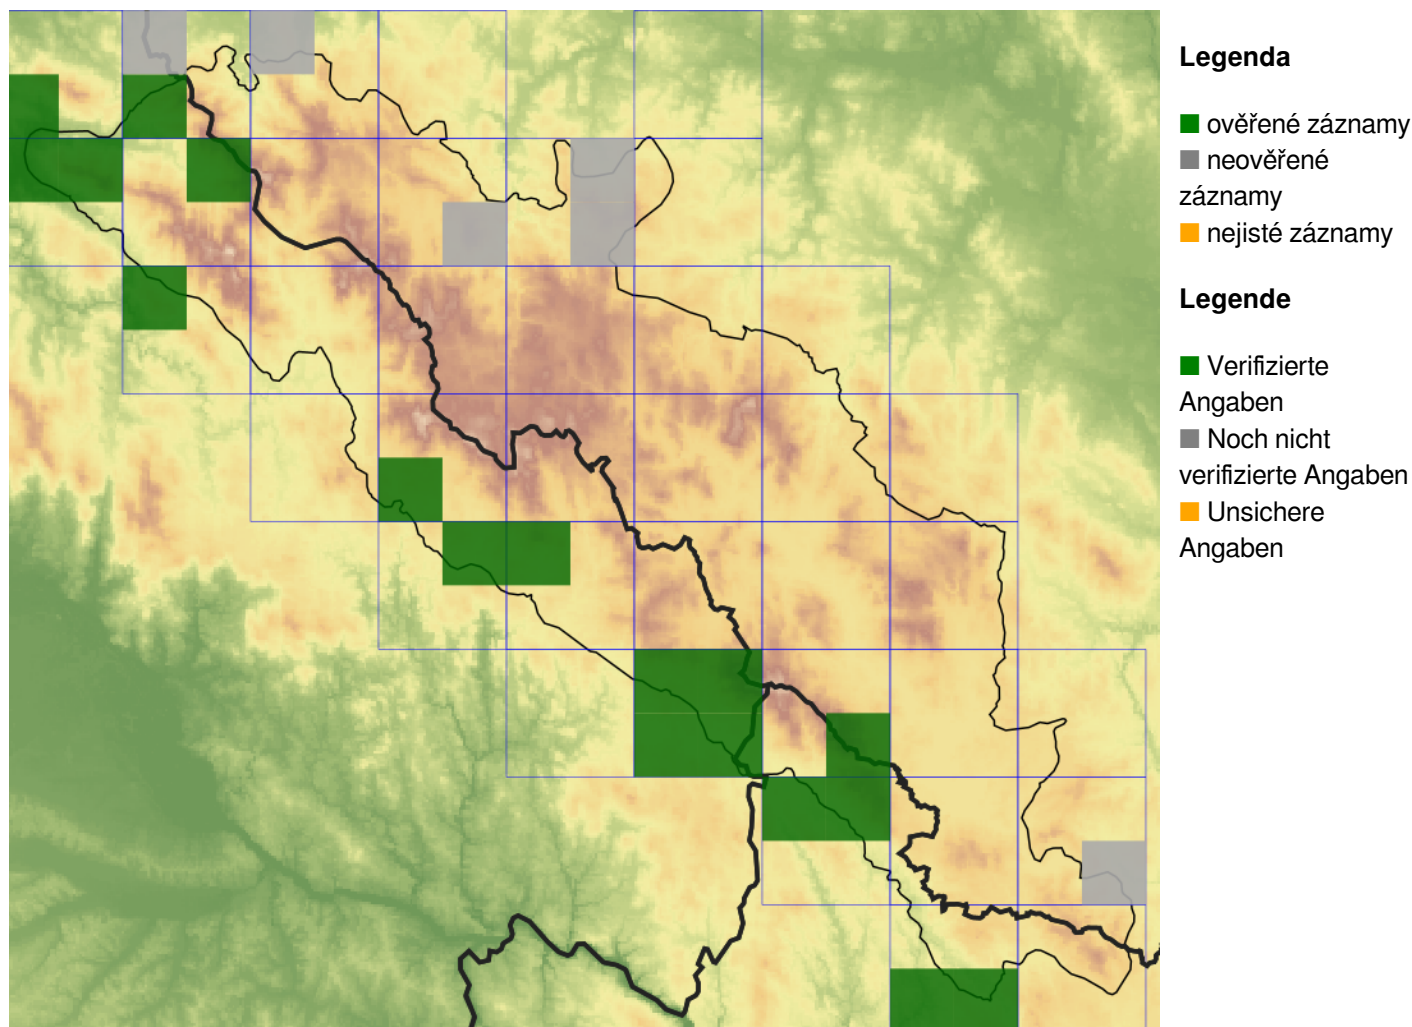 Legenda
ověřené záznamy
neověřené
záznamy
nejisté záznamy
Legende
Verifizierte
Angaben
Noch nicht
verifizierte Angaben
Unsichere
Angaben